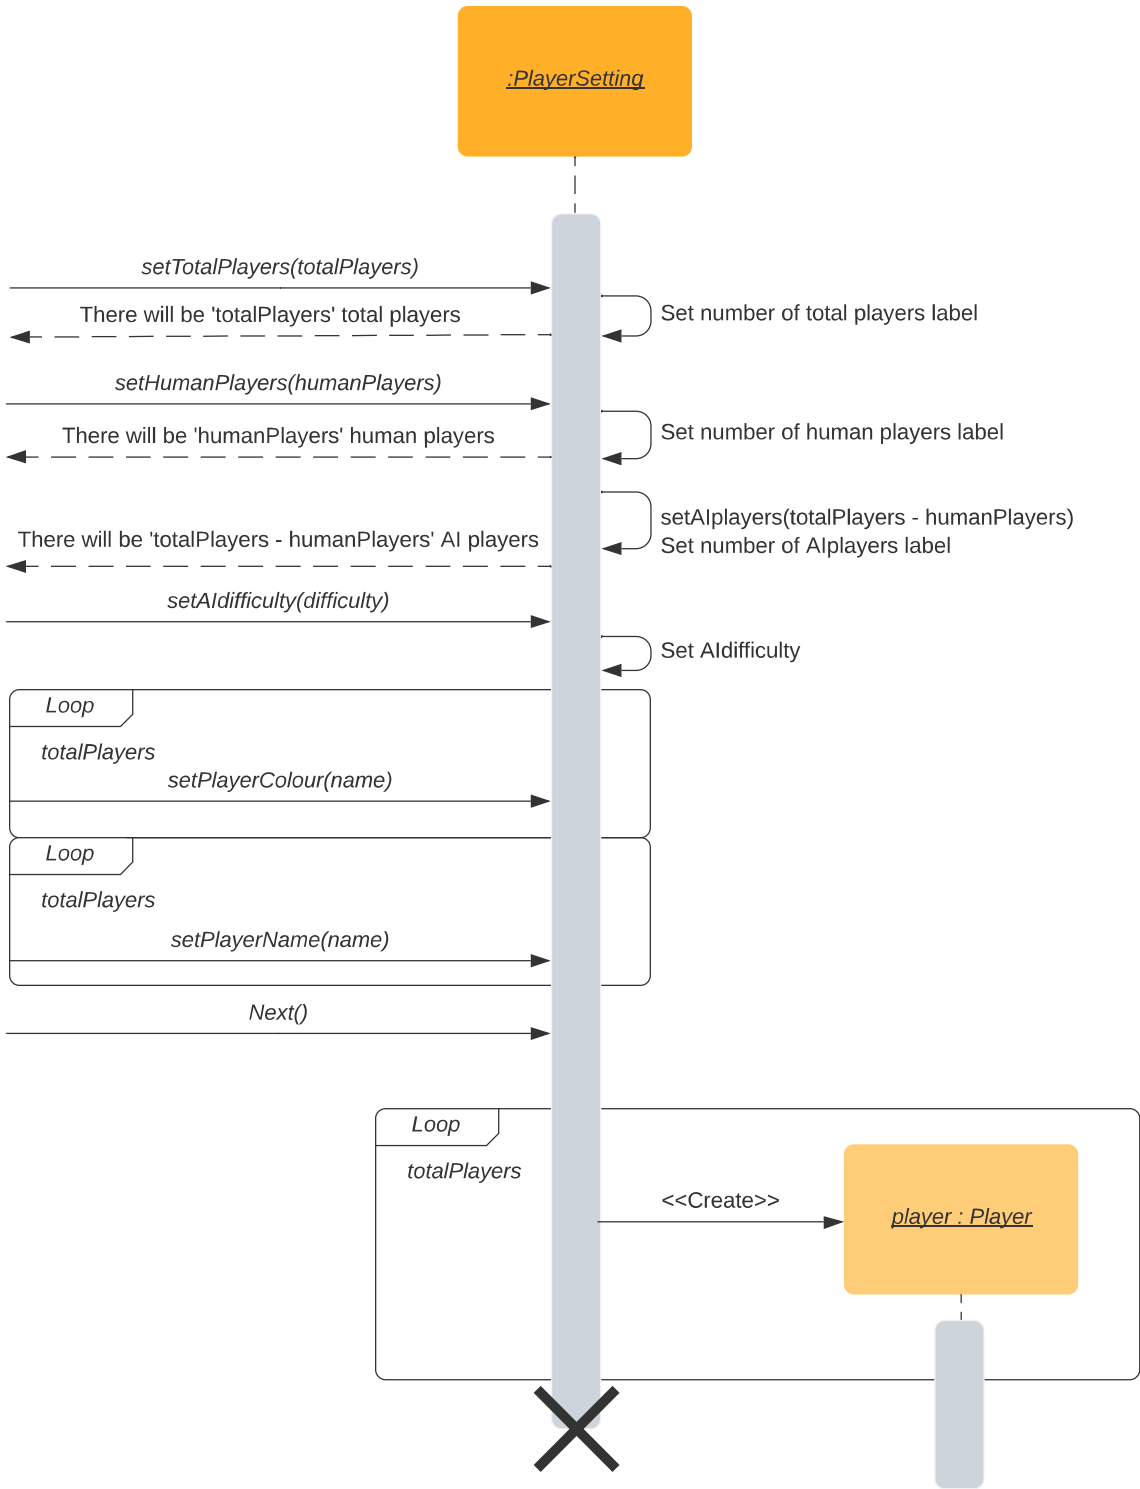 :PlayerSetting
setTotalPlayers(totalPlayers)
There will be 'totalPlayers' total players
Set number of total players label
setHumanPlayers(humanPlayers)
There will be 'humanPlayers' human players
Set number of human players label
setAIplayers(totalPlayers - humanPlayers)
There will be 'totalPlayers - humanPlayers' AI players
Set number of AIplayers label
setAIdifficulty(difficulty)
Set AIdifficulty
Loop
totalPlayers
setPlayerColour(name)
Loop
totalPlayers
setPlayerName(name)
Next()
Loop
totalPlayers
<<Create>>
player : Player